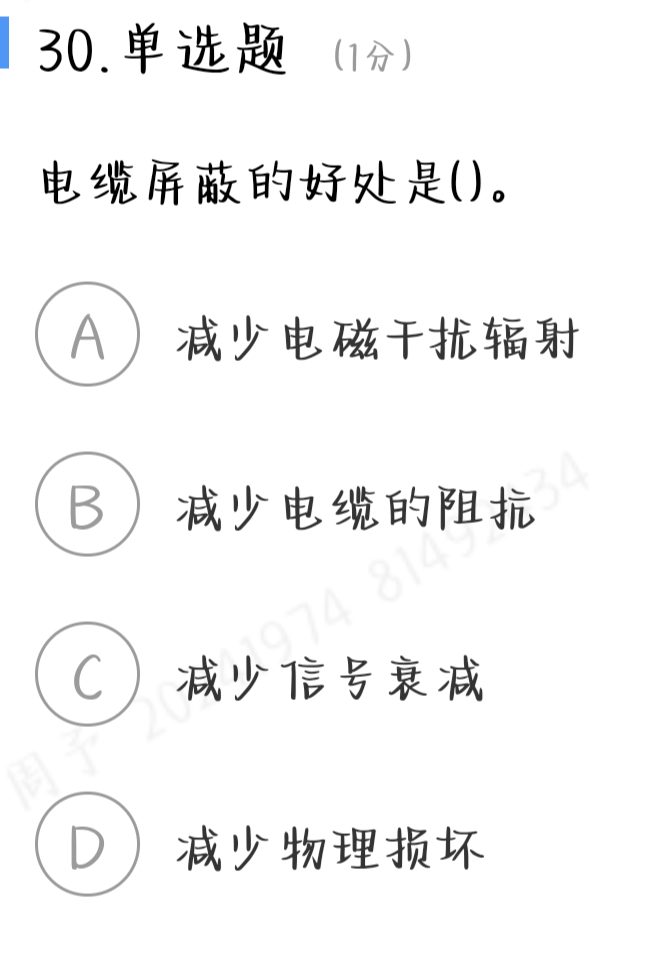 30.单选题 (1分)
电缆屏蔽的好处是()。
A 减少电磁干扰辐射
B 减少电缆的阻抗
C 减少信号衰减
D 减少物理损坏